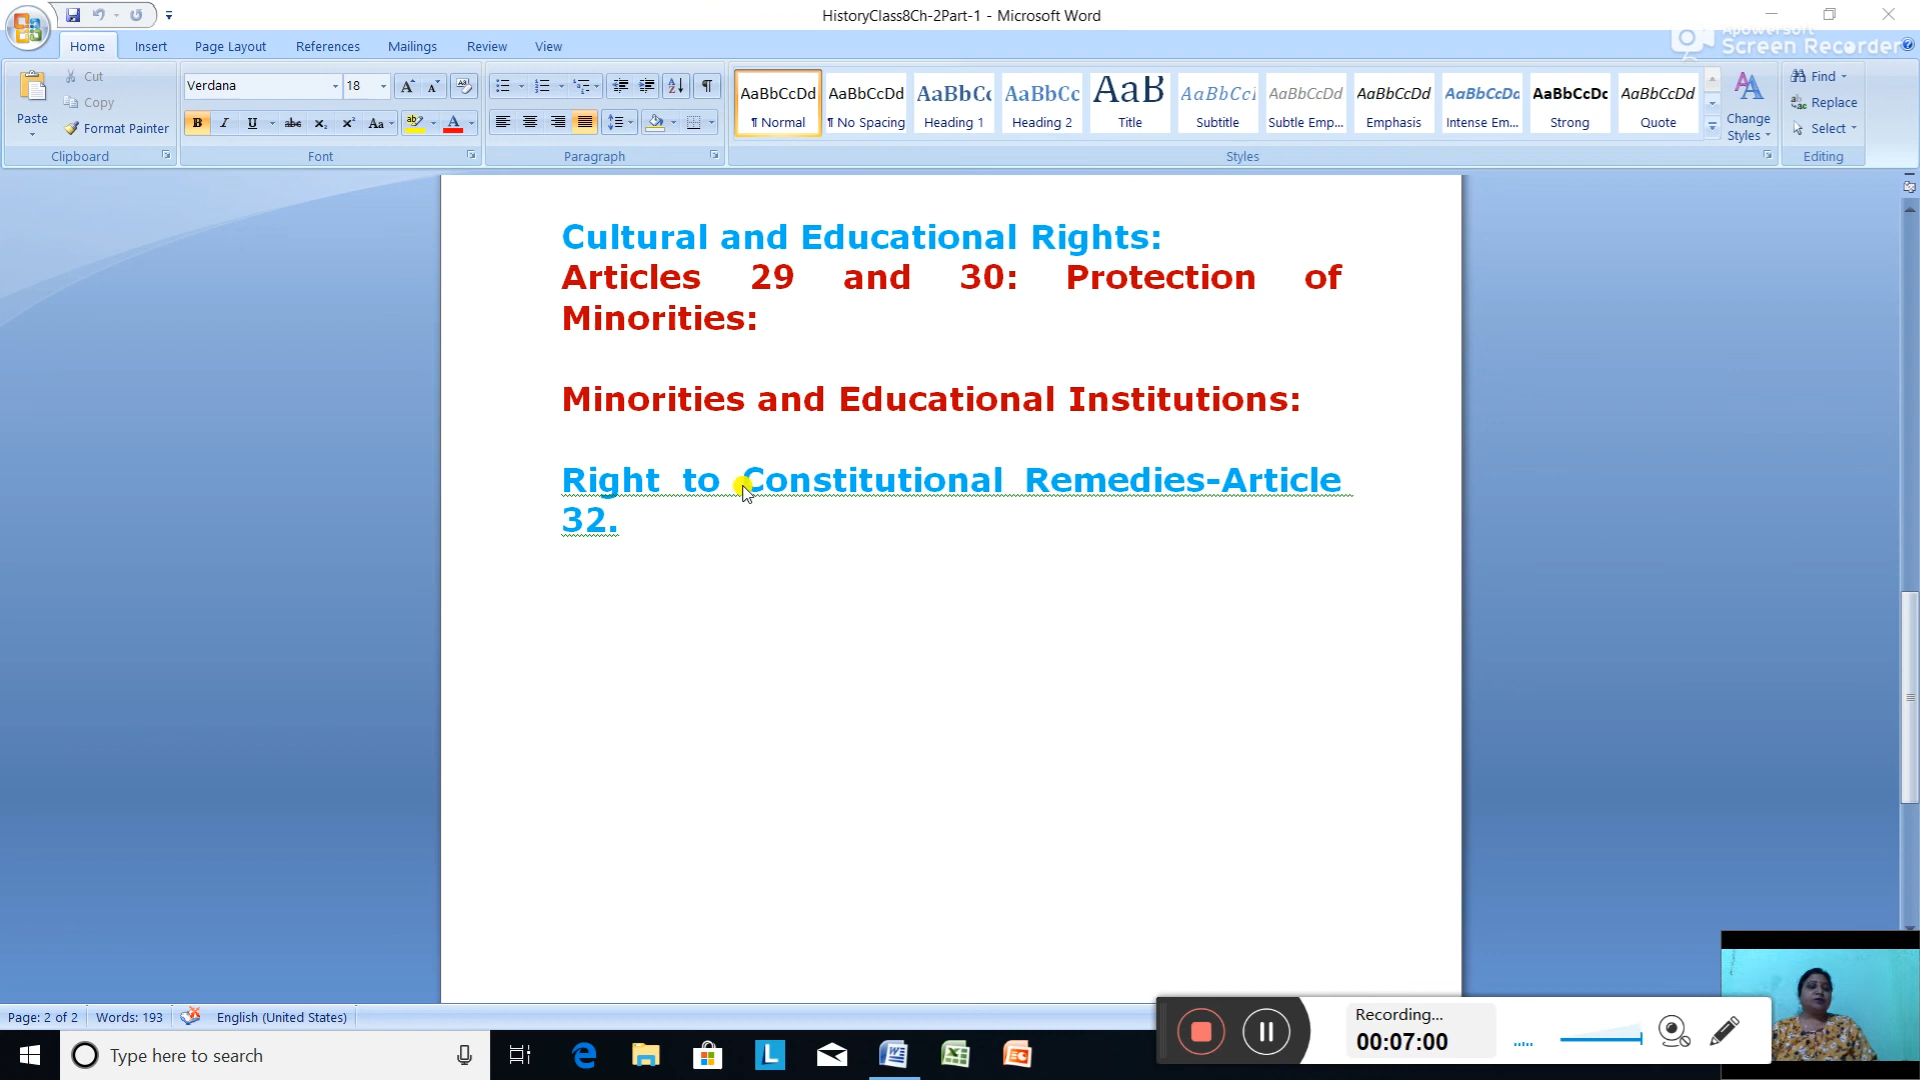 HistoryClass8Ch-2Part-1 - Microsoft Word
Apowersoft
Screen Recorder
Home Insert Page Layout References Mailings Review View
Paste
Cut
Copy
Format Painter
Clipboard
Verdana 18
Font
Paragraph
AaBbCcDd AaBbCcDd AaBbCc AaBbCc AaB AaBbCcI AaBbCcDd AaBbCcDd AaBbCcDd AaBbCcDc AaBbCcDd
¶ Normal ¶ No Spacing Heading 1 Heading 2 Title Subtitle Subtle Emp... Emphasis Intense Em... Strong Quote
Change
Styles
Styles
Find
Replace
Select
Editing
Cultural and Educational Rights:
Articles 29 and 30: Protection of
Minorities:
Minorities and Educational Institutions:
Right to Constitutional Remedies-Article
32.
Page: 2 of 2 Words: 193 English (United States)
Recording...
00:07:00
Type here to search